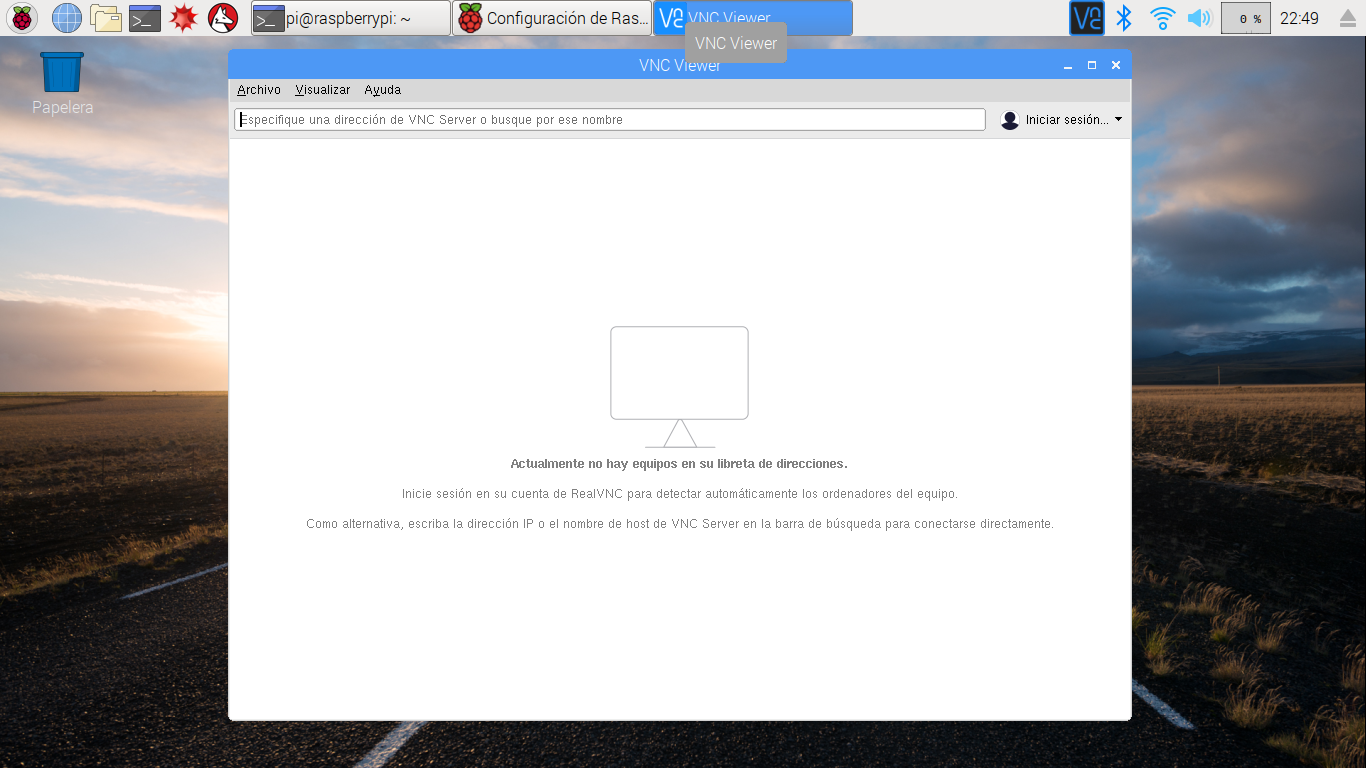 pi@raspberrypi: ~
Configuración de Ras...
VNC Viewer
0 %
22:49
VNC Viewer
VNC Viewer
Papelera
Archivo Visualizar Ayuda
Especifique una dirección de VNC Server o busque por ese nombre
Iniciar sesión...
Actualmente no hay equipos en su libreta de direcciones.
Inicie sesión en su cuenta de RealVNC para detectar automáticamente los ordenadores del equipo.
Como alternativa, escriba la dirección IP o el nombre de host de VNC Server en la barra de búsqueda para conectarse directamente.